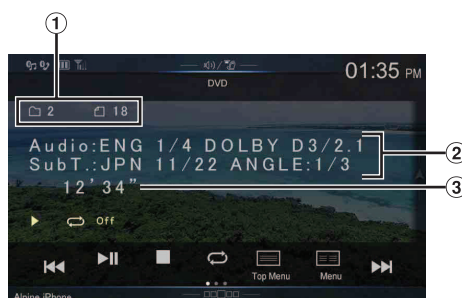 ①
01:35 PM
DVD
2 18
Audio:ENG 1/4 DOLBY D3/2.1
SubT.:JPN 11/22 ANGLE:1/3
②
12’34”
③
Off
Top Menu
Menu
Alpine iPhone